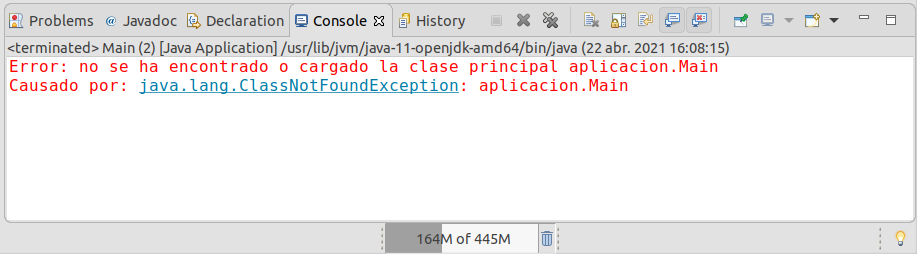 Problems @ Javadoc Declaration Console History
<terminated> Main (2) [Java Application] /usr/lib/jvm/java-11-openjdk-amd64/bin/java (22 abr. 2021 16:08:15)
Error: no se ha encontrado o cargado la clase principal aplicacion.Main
Causado por: java.lang.ClassNotFoundException: aplicacion.Main
164M of 445M